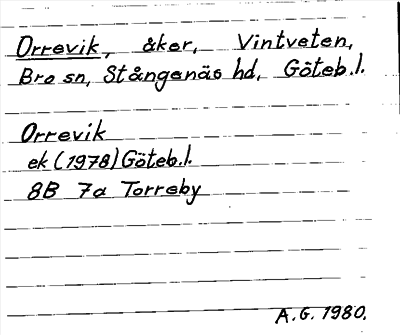 Orrevik, åker, Vintveten,
Bro sn, Stångenäs hd, Göteb.l.
Orrevik
ek (1978) Göteb.l.
8B 7a Torreby
A.G. 1980.